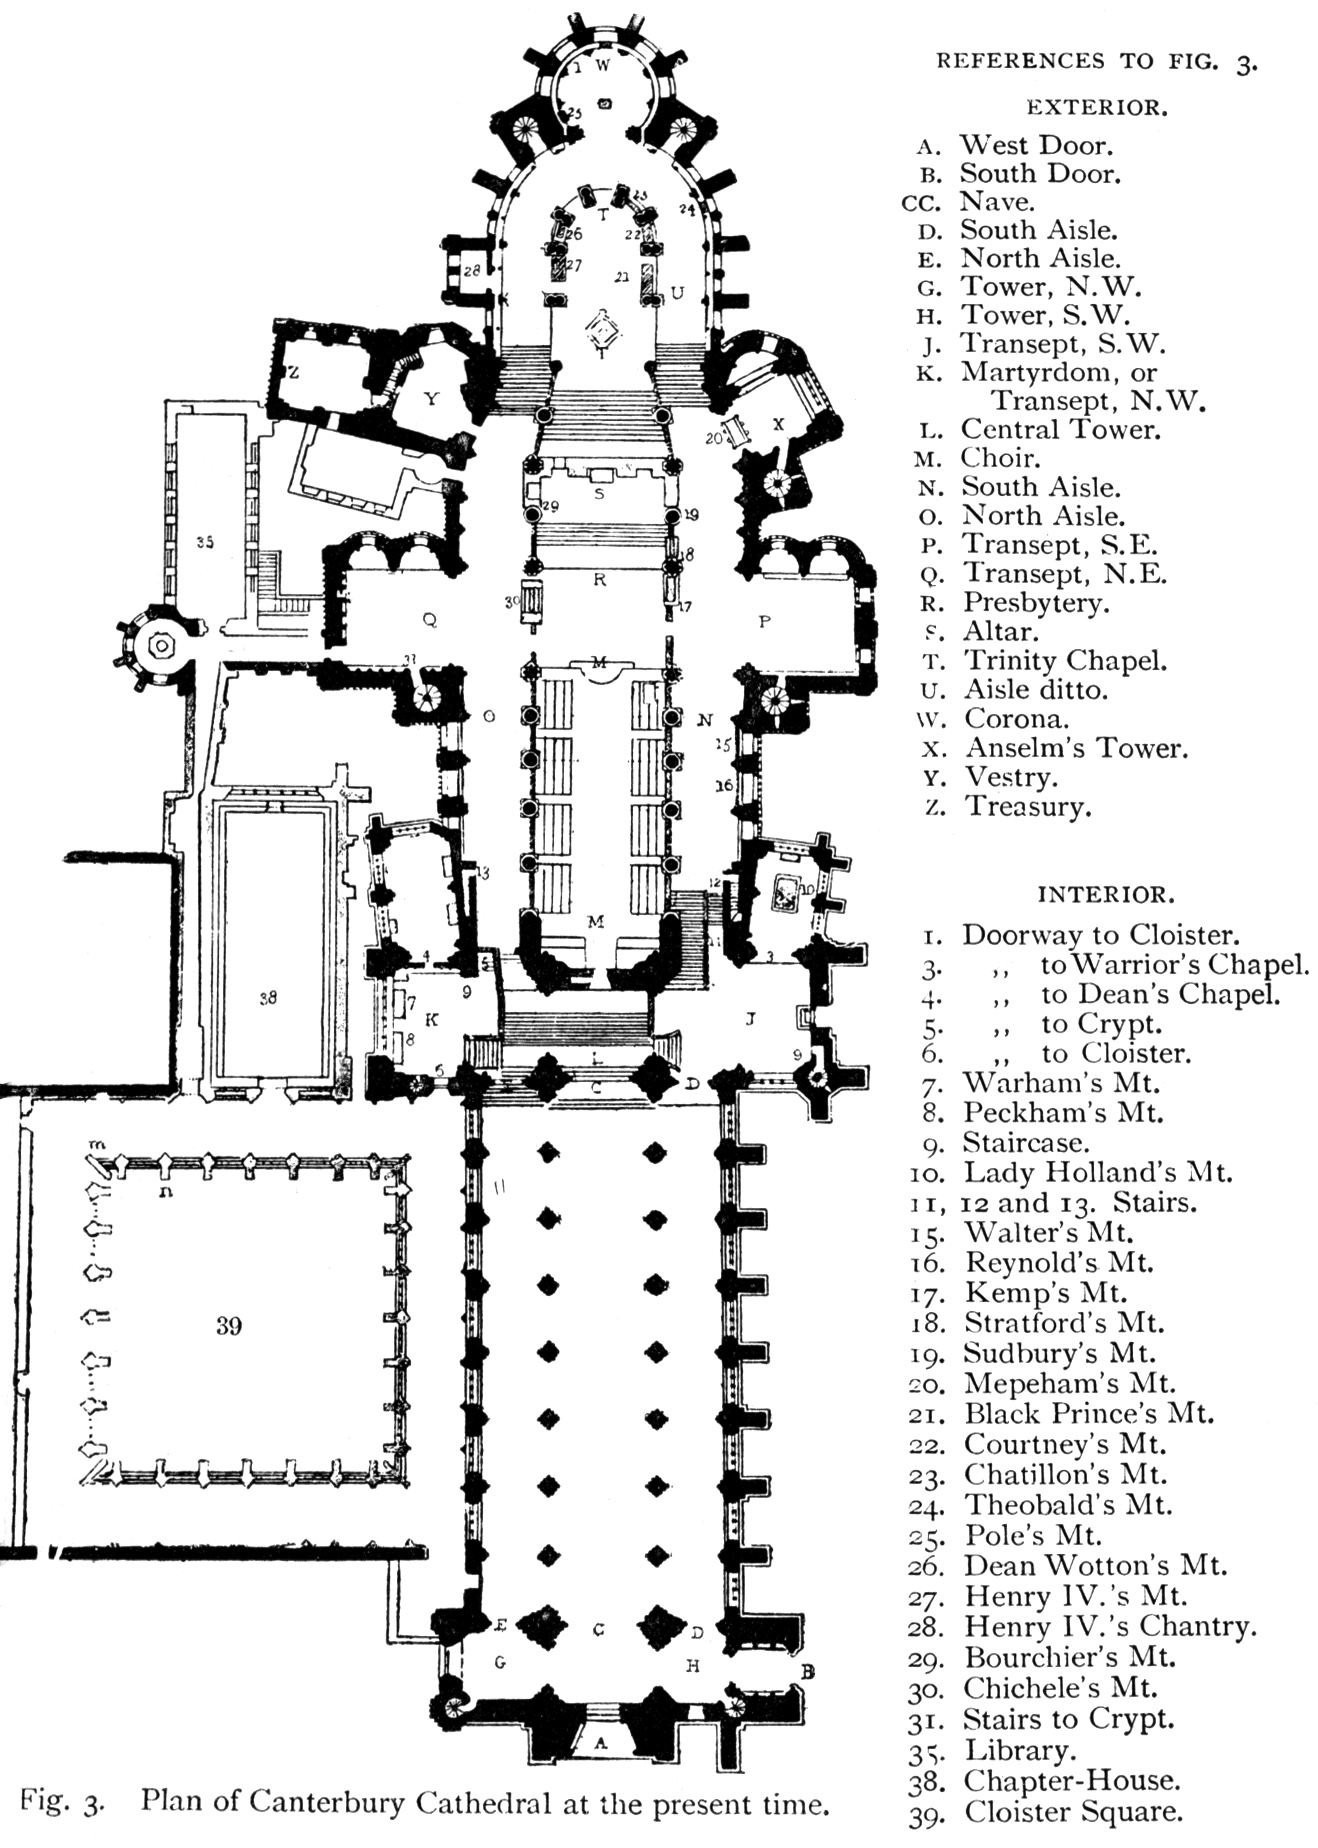 REFERENCES TO FIG. 3.
EXTERIOR.
A. West Door.
B. South Door.
CC. Nave.
D. South Aisle.
E. North Aisle.
G. Tower, N.W.
H. Tower, S.W.
J. Transept, S.W.
K. Martyrdom, or
Transept, N.W.
L. Central Tower.
M. Choir.
N. South Aisle.
O. North Aisle.
P. Transept, S.E.
Q. Transept, N.E.
R. Presbytery.
S. Altar.
T. Trinity Chapel.
U. Aisle ditto.
W. Corona.
X. Anselm's Tower.
Y. Vestry.
Z. Treasury.
INTERIOR.
1. Doorway to Cloister.
3. ,, to Warrior's Chapel.
4. ,, to Dean's Chapel.
5. ,, to Crypt.
6. ,, to Cloister.
7. Warham's Mt.
8. Peckham's Mt.
9. Staircase.
10. Lady Holland's Mt.
11, 12 and 13. Stairs.
15. Walter's Mt.
16. Reynold's Mt.
17. Kemp's Mt.
18. Stratford's Mt.
19. Sudbury's Mt.
20. Mepeham's Mt.
21. Black Prince's Mt.
22. Courtney's Mt.
23. Chatillon's Mt.
24. Theobald's Mt.
25. Pole's Mt.
26. Dean Wotton's Mt.
27. Henry IV.'s Mt.
28. Henry IV.'s Chantry.
29. Bourchier's Mt.
30. Chichele's Mt.
31. Stairs to Crypt.
35. Library.
38. Chapter-House.
39. Cloister Square.
1 W
25
23
T 24
26 22
27 21
28 U
T
Z
Y X
20
S
29 19
35
18
R
30 17
Q P
M
O N
15
16
13 12
10
M
4 3
9
7
38 K J
8
L 9
6
C D
m
n
11
39
E C D
G H B
A
Fig. 3. Plan of Canterbury Cathedral at the present time.